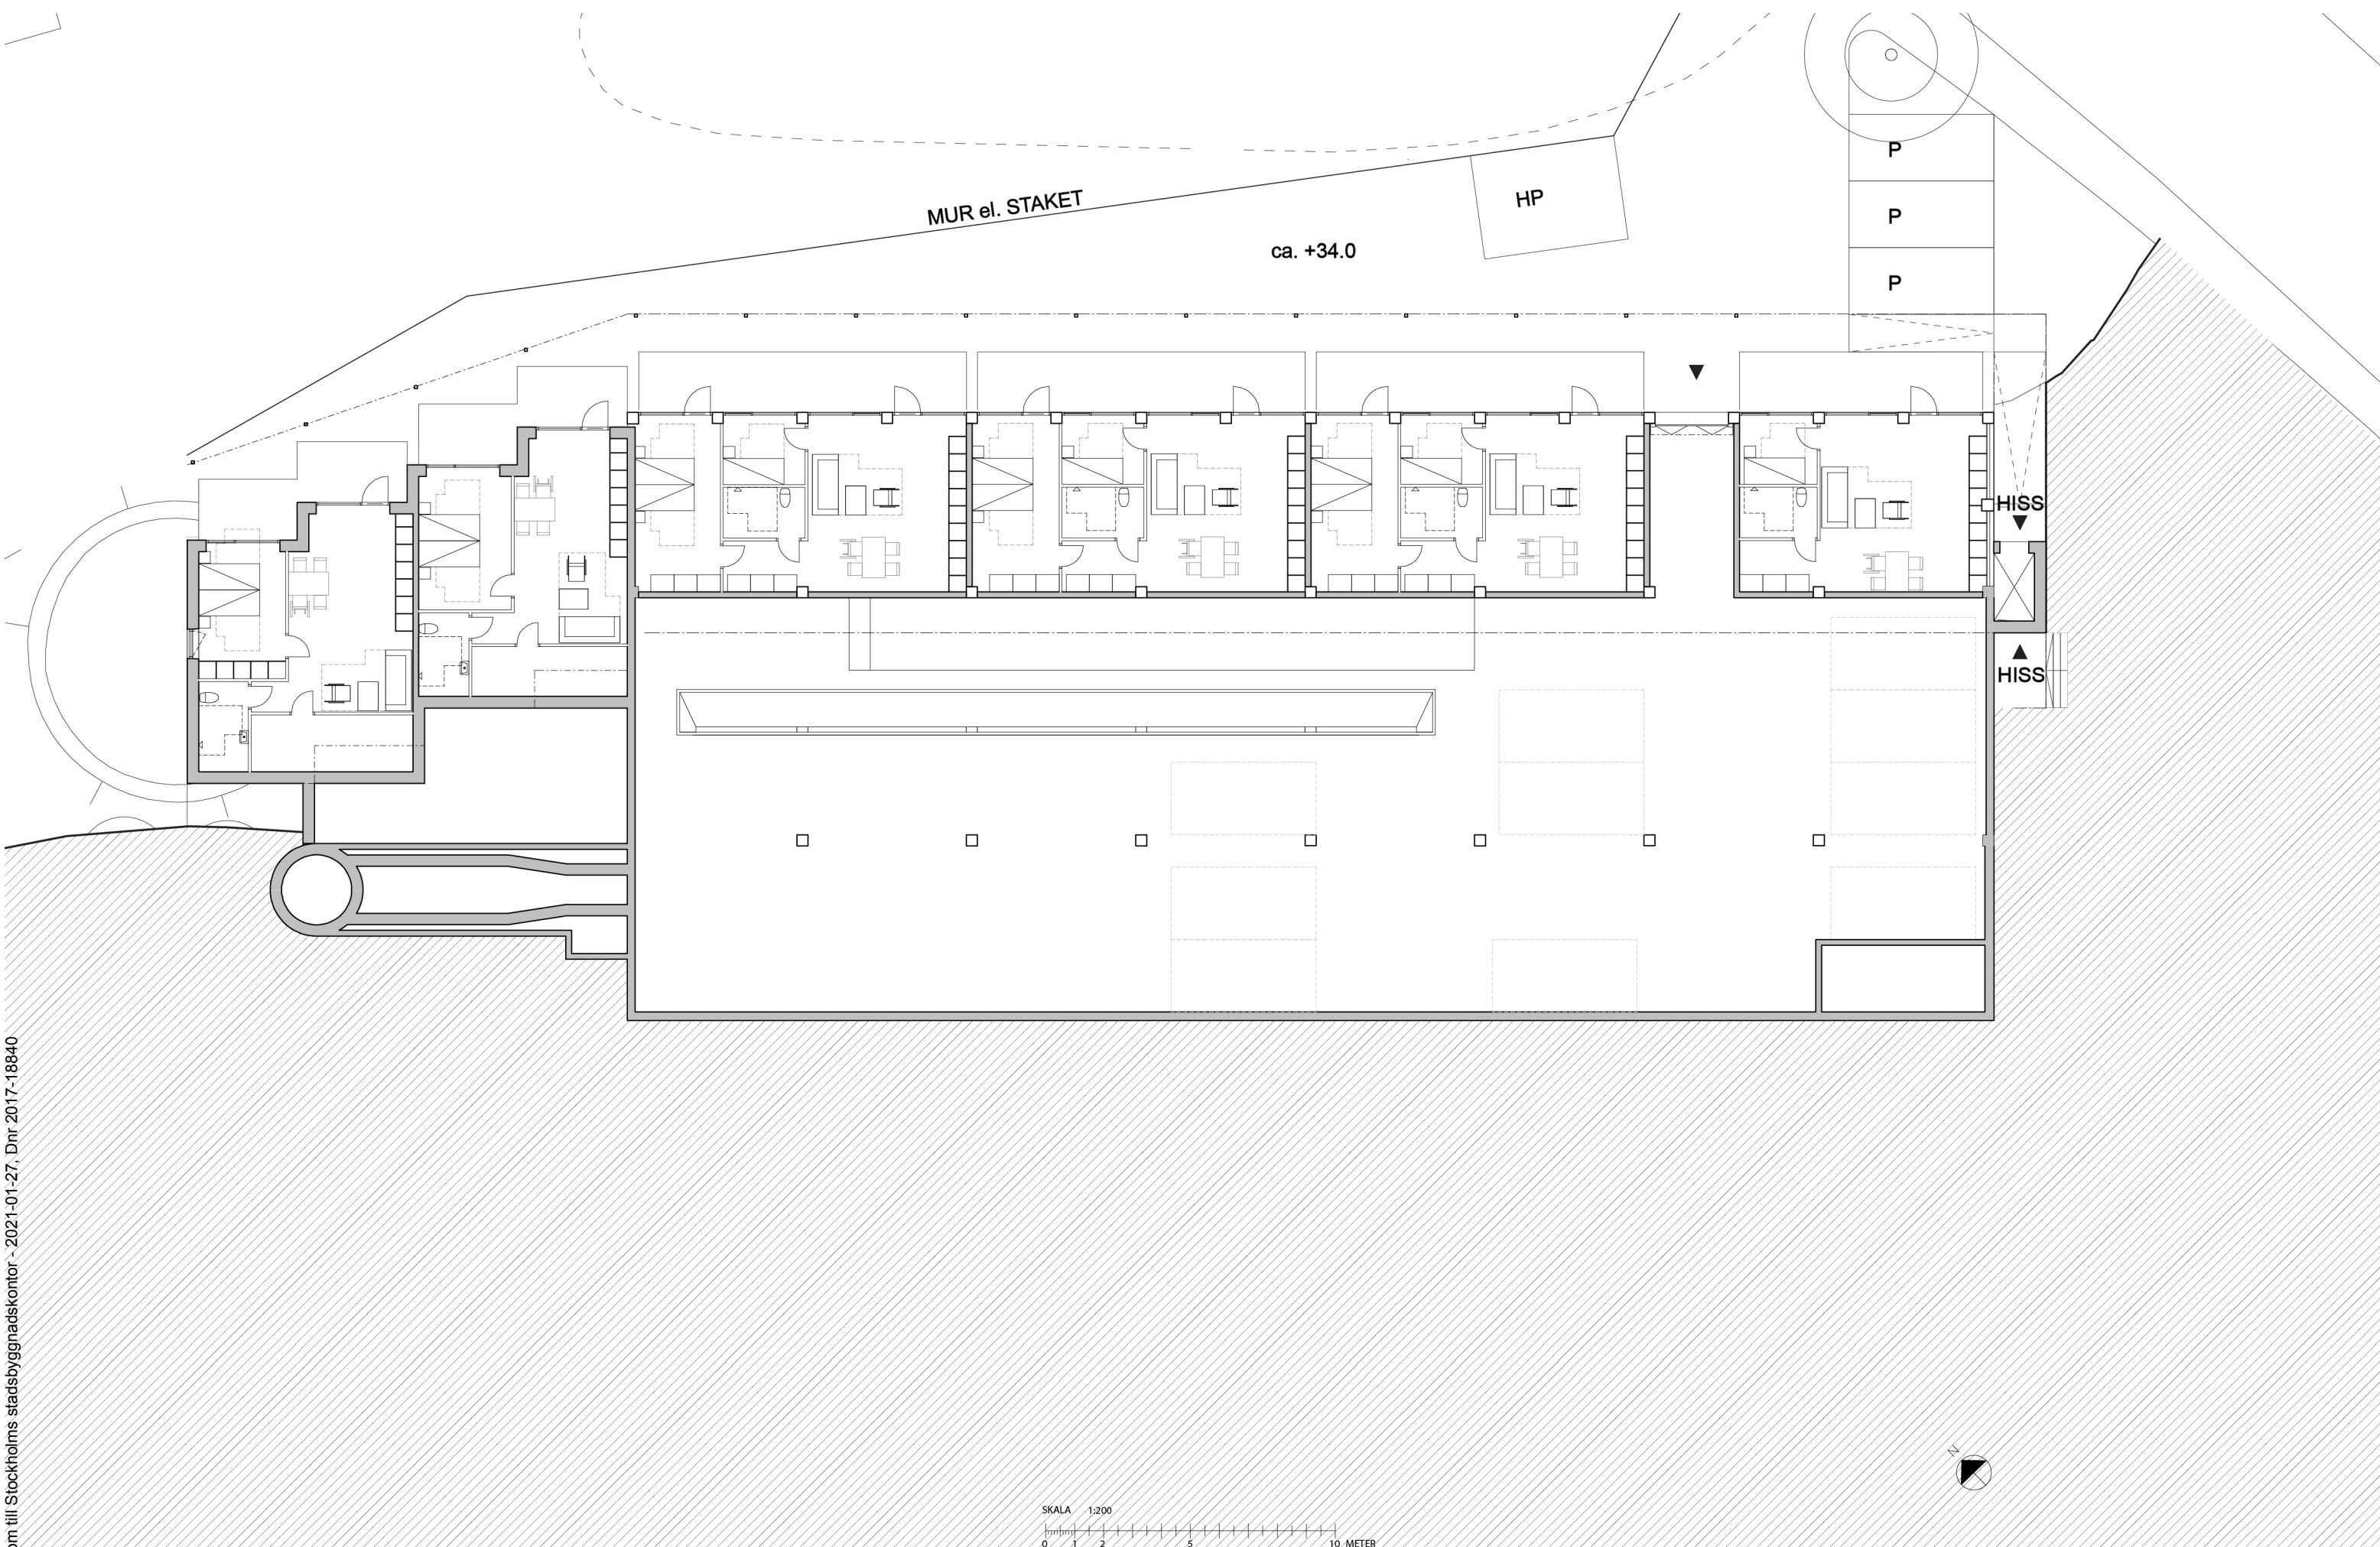 P
MUR el. STAKET
HP
P
ca. +34.0
P
HISS
HISS
om till Stockholms stadsbyggnadskontor - 2021-01-27, Dnr 2017-18840
N
SKALA 1:200
0 1 2 5 10 METER